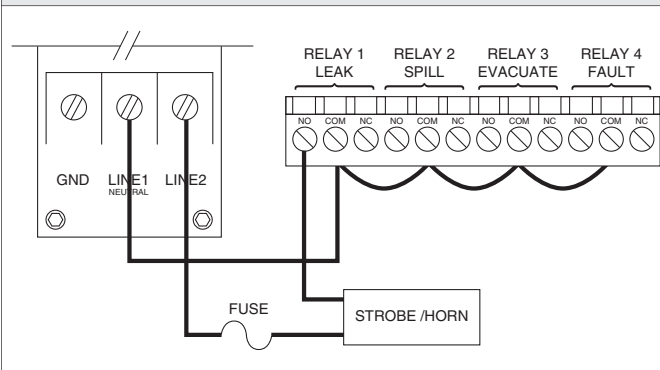 RELAY 1 RELAY 2 RELAY 3 RELAY 4
LEAK SPILL EVACUATE FAULT
NO COM NC NO COM NC NO COM NC NO COM NC
GND LINE1 LINE2
NEUTRAL
FUSE
STROBE /HORN